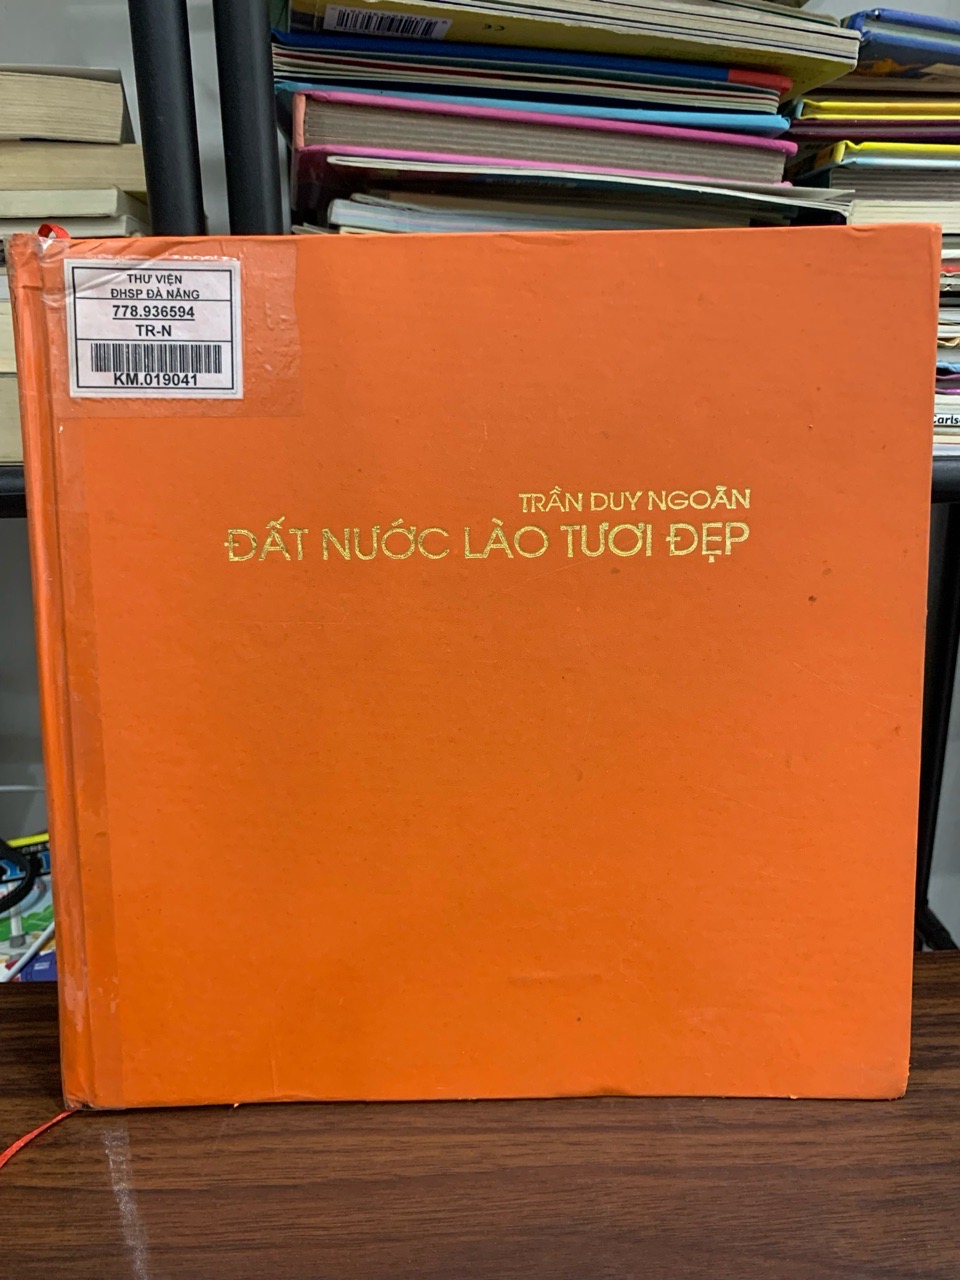 THƯ VIỆN
ĐHSP ĐÀ NẴNG
778.936594
TR-N
KM.019041
TRẦN DUY NGOÃN
ĐẤT NƯỚC LÀO TƯƠI ĐẸP